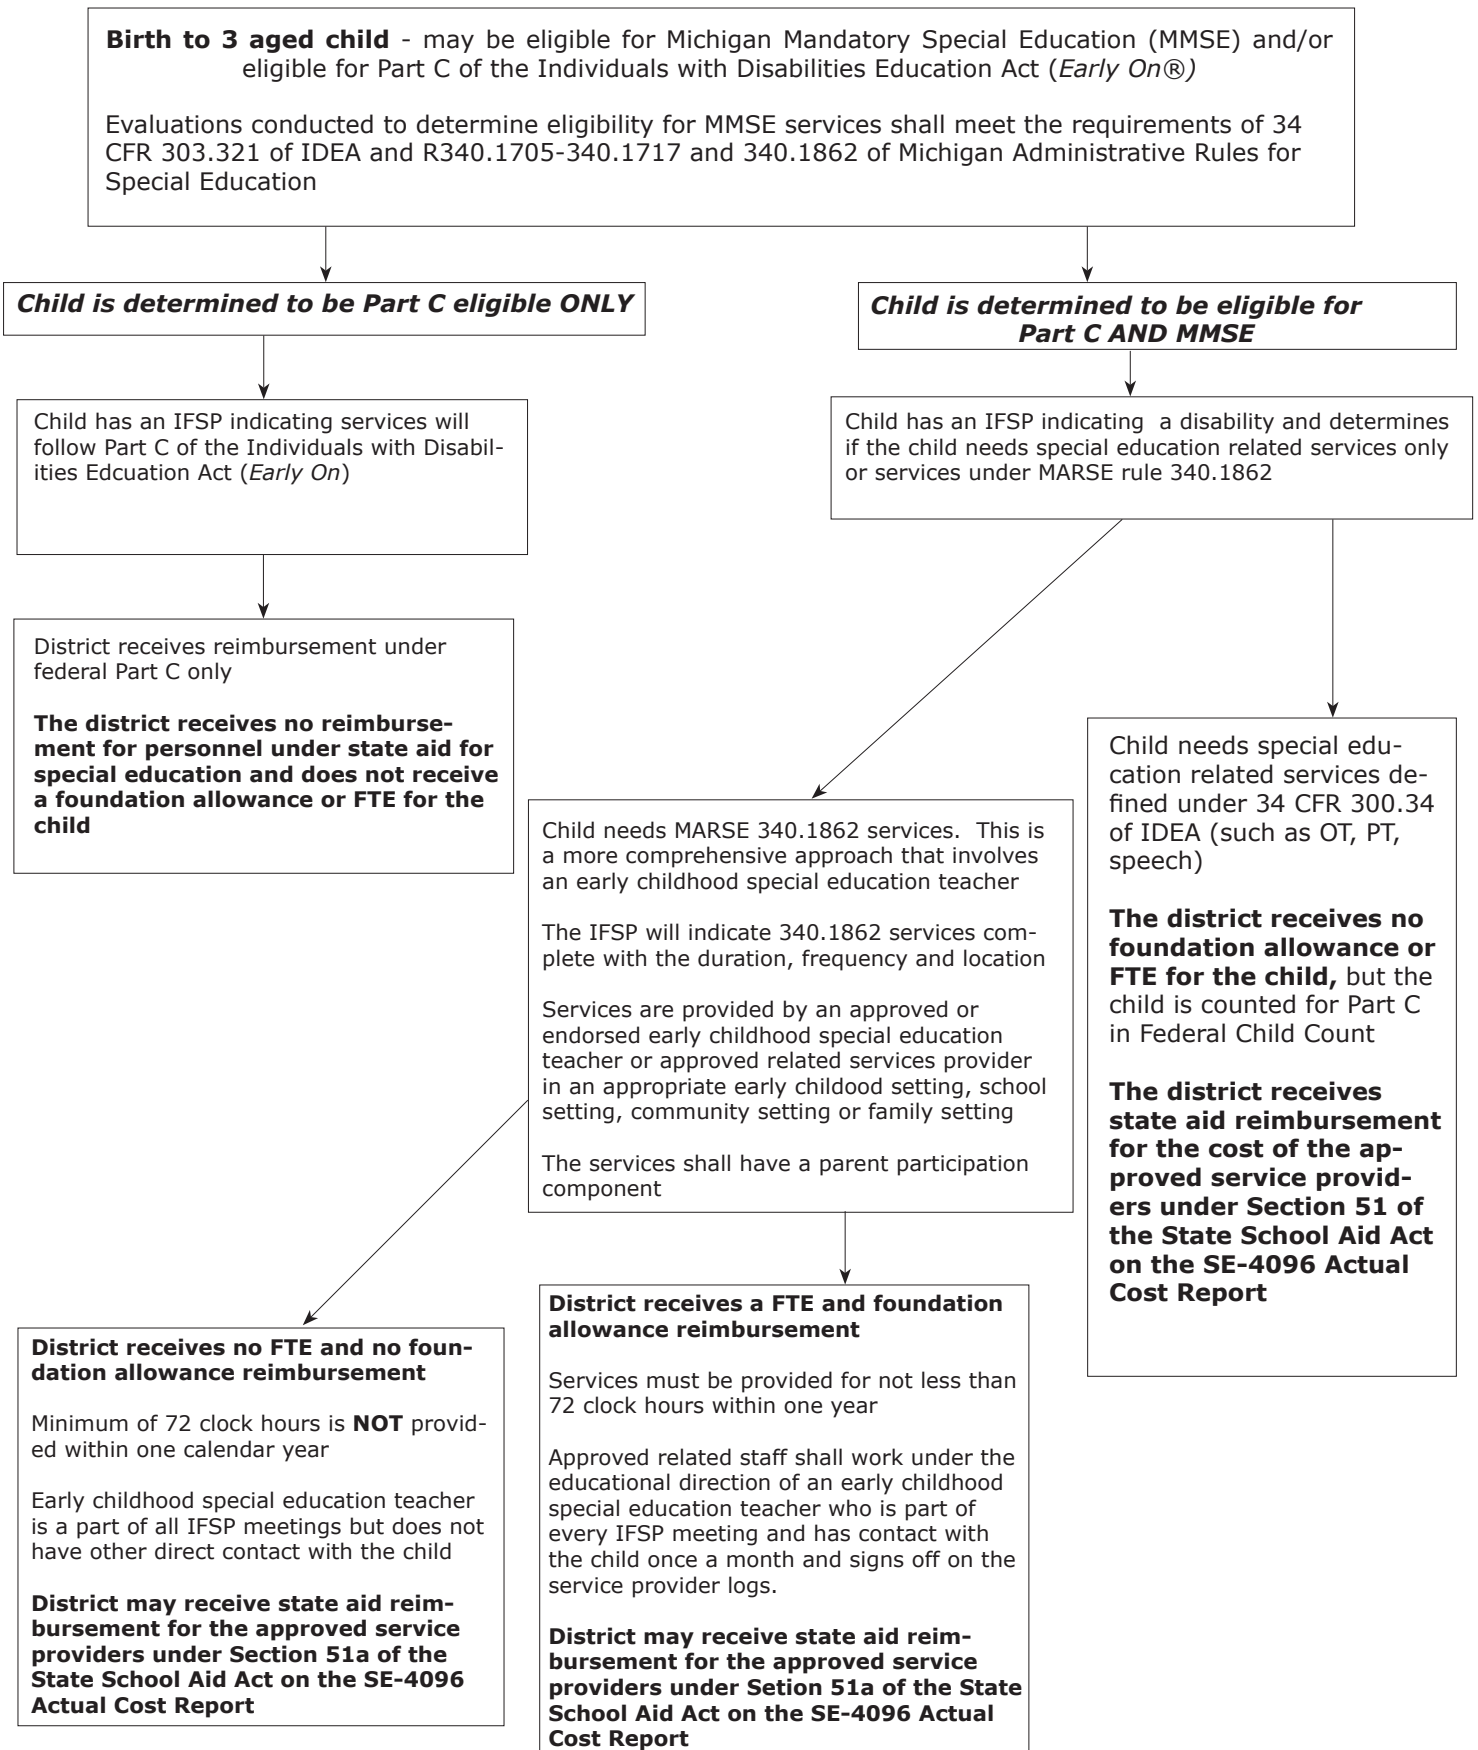 Birth to 3 aged child - may be eligible for Michigan Mandatory Special Education (MMSE) and/or
eligible for Part C of the Individuals with Disabilities Education Act (Early On®)
Evaluations conducted to determine eligibility for MMSE services shall meet the requirements of 34
CFR 303.321 of IDEA and R340.1705-340.1717 and 340.1862 of Michigan Administrative Rules for
Special Education
Child is determined to be Part C eligible ONLY
Child has an IFSP indicating services will
follow Part C of the Individuals with Disabil-
ities Edcuation Act (Early On)
District receives reimbursement under
federal Part C only
The district receives no reimburse-
ment for personnel under state aid for
special education and does not receive
a foundation allowance or FTE for the
child
Child is determined to be eligible for
Part C AND MMSE
Child has an IFSP indicating  a disability and determines
if the child needs special education related services only
or services under MARSE rule 340.1862
Child needs MARSE 340.1862 services.  This is
a more comprehensive approach that involves
an early childhood special education teacher
The IFSP will indicate 340.1862 services com-
plete with the duration, frequency and location
Services are provided by an approved or
endorsed early childhood special education
teacher or approved related services provider
in an appropriate early childood setting, school
setting, community setting or family setting
The services shall have a parent participation
component
Child needs special edu-
cation related services de-
fined under 34 CFR 300.34
of IDEA (such as OT, PT,
speech)
The district receives no
foundation allowance or
FTE for the child, but the
child is counted for Part C
in Federal Child Count
The district receives
state aid reimbursement
for the cost of the ap-
proved service provid-
ers under Section 51 of
the State School Aid Act
on the SE-4096 Actual
Cost Report
District receives no FTE and no foun-
dation allowance reimbursement
Minimum of 72 clock hours is NOT provid-
ed within one calendar year
Early childhood special education teacher
is a part of all IFSP meetings but does not
have other direct contact with the child
District may receive state aid reim-
bursement for the approved service
providers under Section 51a of the
State School Aid Act on the SE-4096
Actual Cost Report
District receives a FTE and foundation
allowance reimbursement
Services must be provided for not less than
72 clock hours within one year
Approved related staff shall work under the
educational direction of an early childhood
special education teacher who is part of
every IFSP meeting and has contact with
the child once a month and signs off on the
service provider logs.
District may receive state aid reim-
bursement for the approved service
providers under Setion 51a of the State
School Aid Act on the SE-4096 Actual
Cost Report